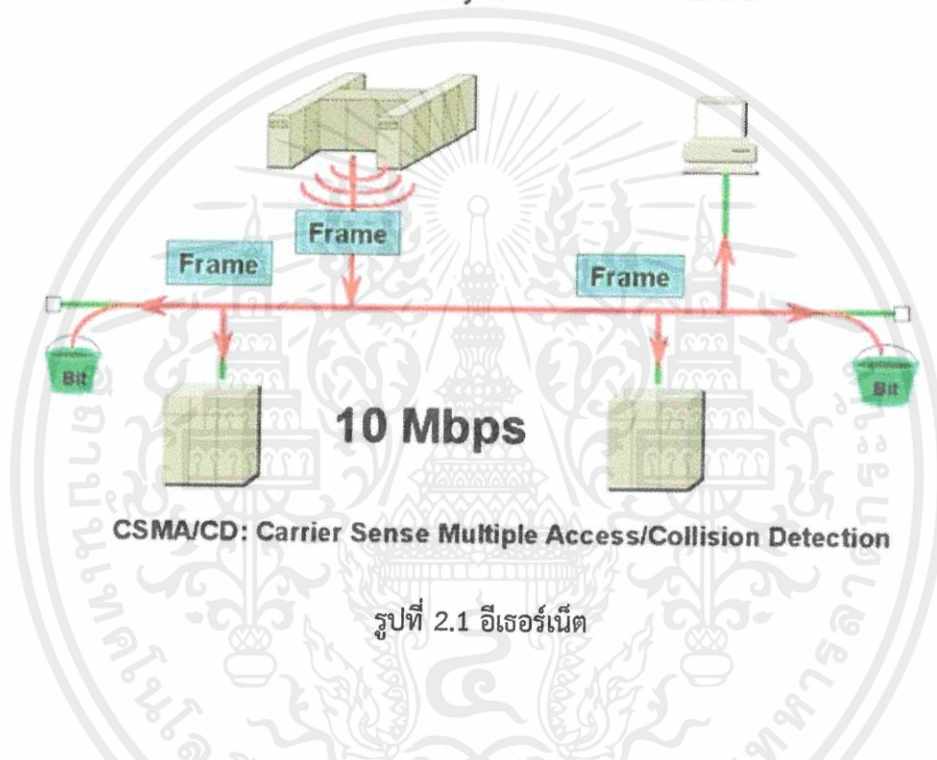 Frame
Frame
Frame
Bit
Bit
10 Mbps
CSMA/CD: Carrier Sense Multiple Access/Collision Detection
รูปที่ 2.1 อีเธอร์เน็ต